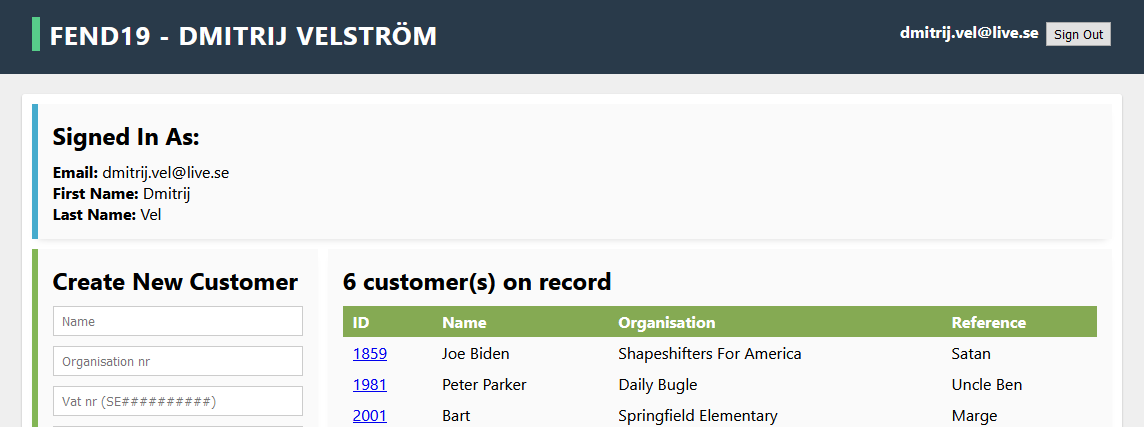 FEND19 - DMITRIJ VELSTRÖM
dmitrij.vel@live.se Sign Out
Signed In As:
Email: dmitrij.vel@live.se
First Name: Dmitrij
Last Name: Vel
Create New Customer
Name
Organisation nr
Vat nr (SE##########)
6 customer(s) on record
ID Name Organisation Reference
1859 Joe Biden Shapeshifters For America Satan
1981 Peter Parker Daily Bugle Uncle Ben
2001 Bart Springfield Elementary Marge